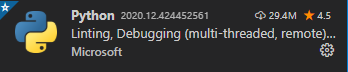 Python 2020.12.424452561 29.4M 4.5
Linting, Debugging (multi-threaded, remote)...
Microsoft